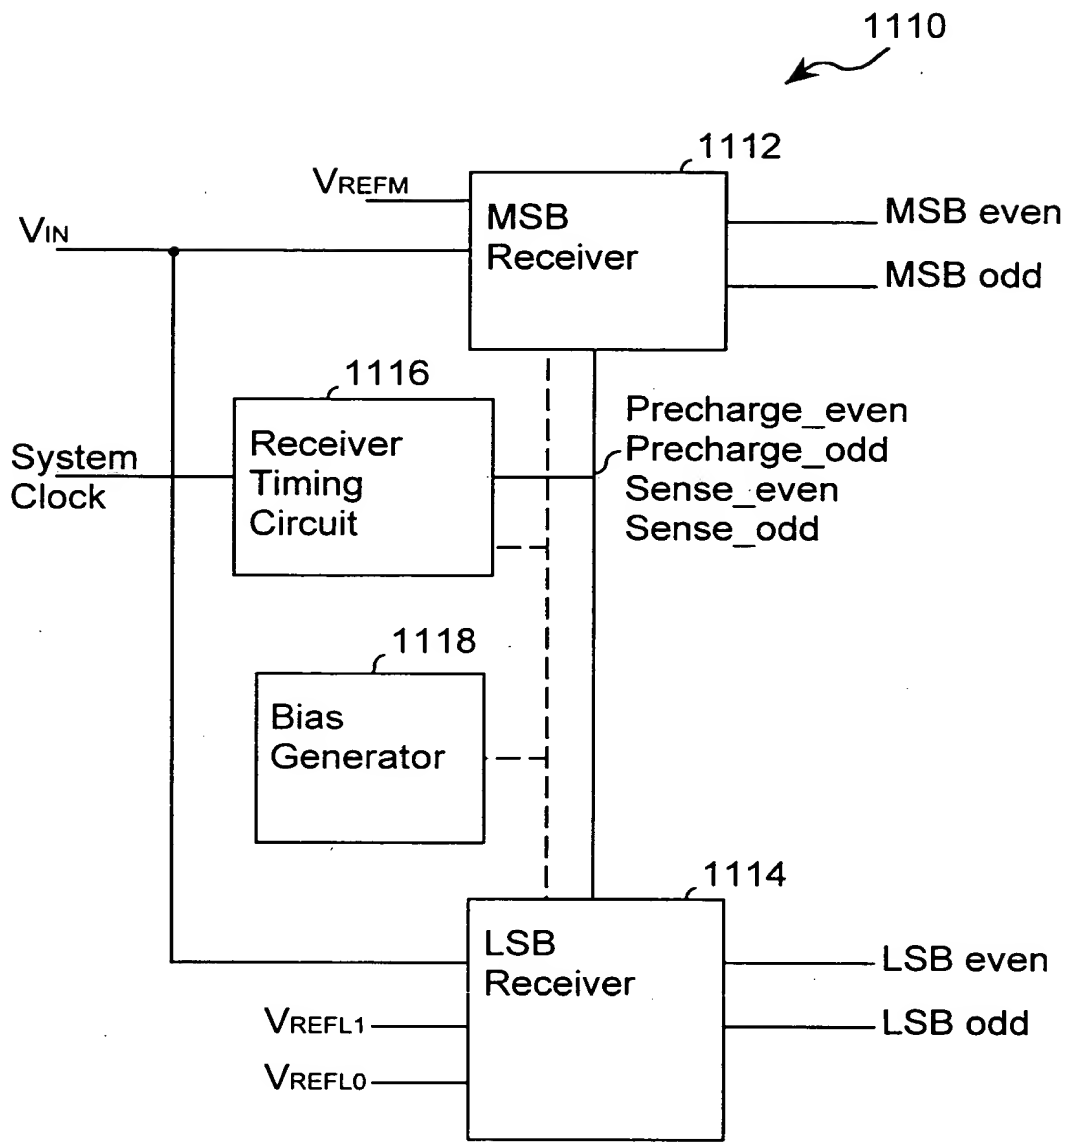 1110
1112
VREFM
MSB
Receiver
MSB even
MSB odd
VIN
1116
Receiver
Timing
Circuit
System
Clock
Precharge_even
Precharge_odd
Sense_even
Sense_odd
1118
Bias
Generator
1114
LSB
Receiver
LSB even
LSB odd
VREFL1
VREFL0